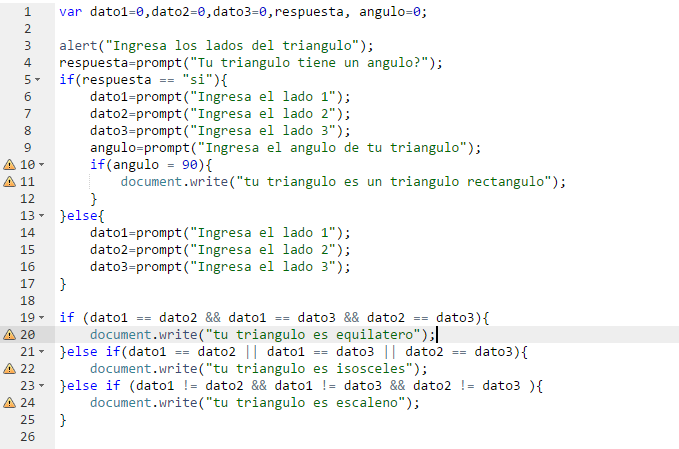 1 var dato1=0,dato2=0,dato3=0,respuesta, angulo=0;
2
3 alert("Ingresa los lados del triangulo");
4 respuesta=prompt("Tu triangulo tiene un angulo?");
5 if(respuesta == "si"){
6     dato1=prompt("Ingresa el lado 1");
7     dato2=prompt("Ingresa el lado 2");
8     dato3=prompt("Ingresa el lado 3");
9     angulo=prompt("Ingresa el angulo de tu triangulo");
10     if(angulo = 90){
11         document.write("tu triangulo es un triangulo rectangulo");
12     }
13 }else{
14     dato1=prompt("Ingresa el lado 1");
15     dato2=prompt("Ingresa el lado 2");
16     dato3=prompt("Ingresa el lado 3");
17 }
18
19 if (dato1 == dato2 && dato1 == dato3 && dato2 == dato3){
20     document.write("tu triangulo es equilatero");
21 }else if(dato1 == dato2 || dato1 == dato3 || dato2 == dato3){
22     document.write("tu triangulo es isosceles");
23 }else if (dato1 != dato2 && dato1 != dato3 && dato2 != dato3 ){
24     document.write("tu triangulo es escaleno");
25 }
26